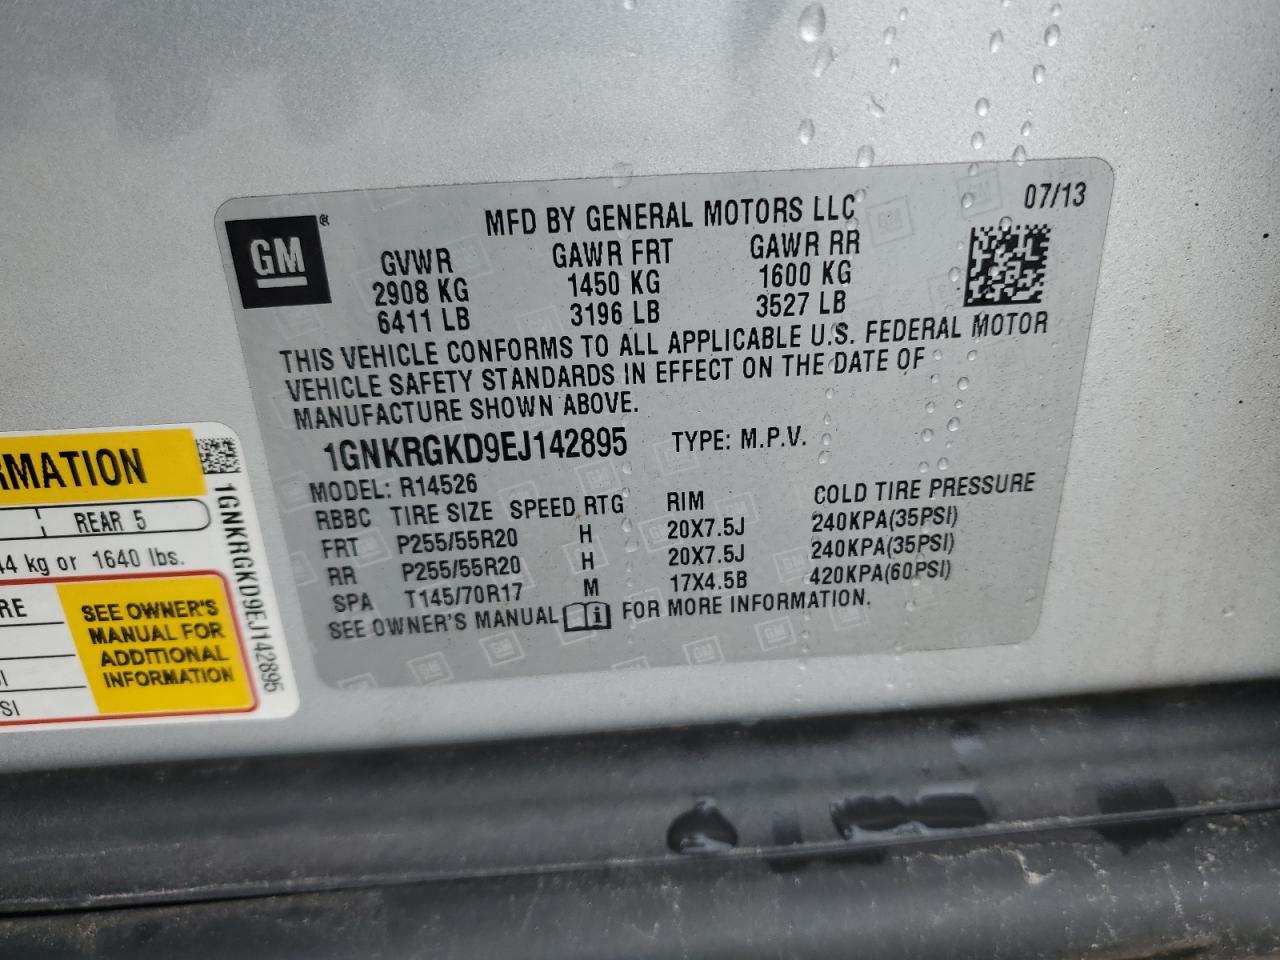 GM®
MFD BY GENERAL MOTORS LLC
07/13
GVWR GAWR FRT GAWR RR
2908 KG 1450 KG 1600 KG
6411 LB 3196 LB 3527 LB
THIS VEHICLE CONFORMS TO ALL APPLICABLE U.S. FEDERAL MOTOR
VEHICLE SAFETY STANDARDS IN EFFECT ON THE DATE OF
MANUFACTURE SHOWN ABOVE.
1GNKRGKD9EJ142895 TYPE: M.P.V.
MODEL: R14526
RBBC TIRE SIZE SPEED RTG RIM COLD TIRE PRESSURE
FRT P255/55R20 H 20X7.5J 240KPA(35PSI)
RR P255/55R20 H 20X7.5J 240KPA(35PSI)
SPA T145/70R17 M 17X4.5B 420KPA(60PSI)
SEE OWNER'S MANUAL FOR MORE INFORMATION.
RMATION
REAR 5
44 kg or 1640 lbs.
RE
SI
SEE OWNER'S
MANUAL FOR
ADDITIONAL
INFORMATION
1GNKRGKD9EJ142895